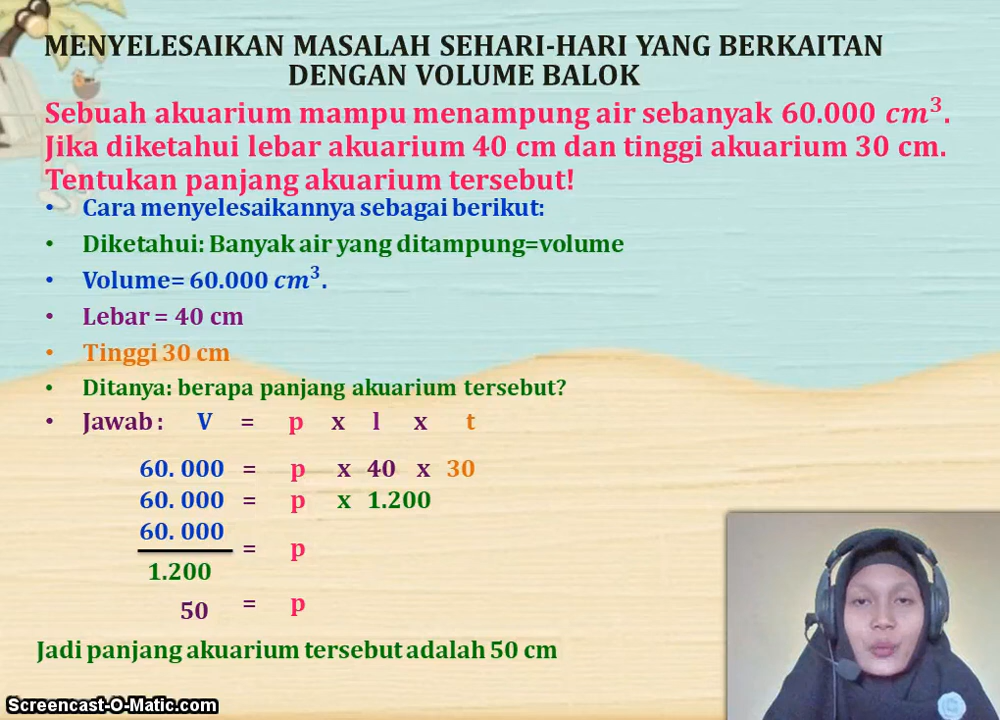 MENYELESAIKAN MASALAH SEHARI-HARI YANG BERKAITAN
DENGAN VOLUME BALOK
Sebuah akuarium mampu menampung air sebanyak 60.000 cm³.
Jika diketahui lebar akuarium 40 cm dan tinggi akuarium 30 cm.
Tentukan panjang akuarium tersebut!
• Cara menyelesaikannya sebagai berikut:
• Diketahui: Banyak air yang ditampung=volume
• Volume= 60.000 cm³.
• Lebar = 40 cm
• Tinggi 30 cm
• Ditanya: berapa panjang akuarium tersebut?
• Jawab : V = p x l x t
60. 000 = p x 40 x 30
60. 000 = p x 1.200
60. 000
= p
1.200
50 = p
Jadi panjang akuarium tersebut adalah 50 cm
Screencast-O-Matic.com